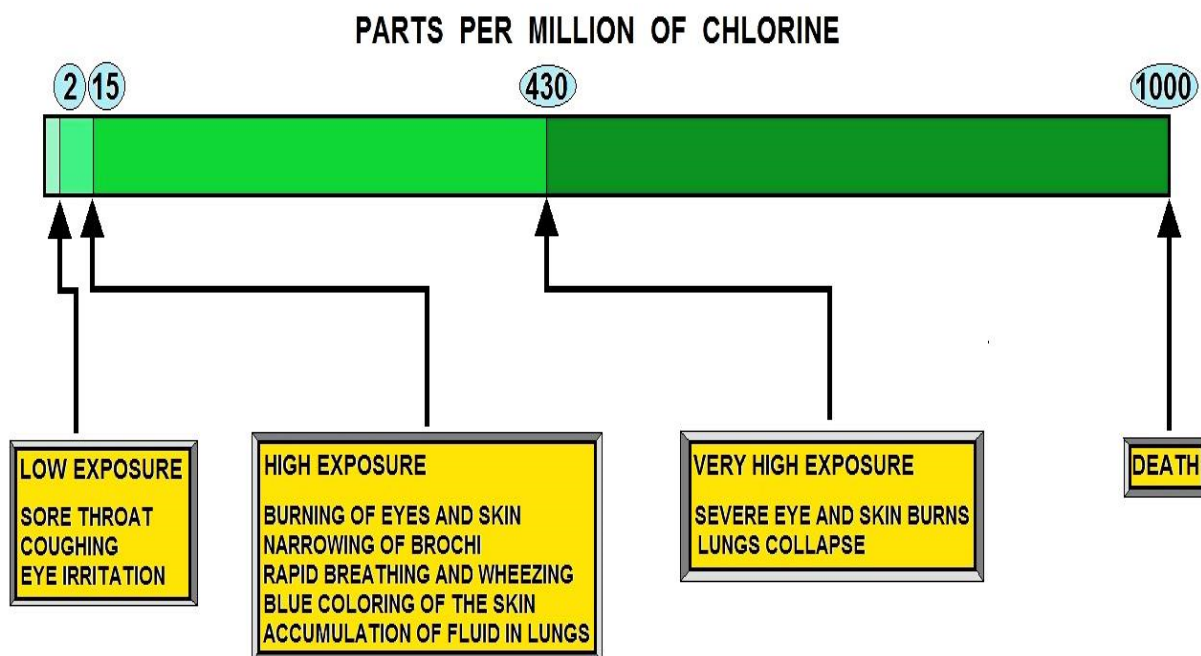 PARTS PER MILLION OF CHLORINE
2 15 430 1000
LOW EXPOSURE
SORE THROAT
COUGHING
EYE IRRITATION
HIGH EXPOSURE
BURNING OF EYES AND SKIN
NARROWING OF BROCHI
RAPID BREATHING AND WHEEZING
BLUE COLORING OF THE SKIN
ACCUMULATION OF FLUID IN LUNGS
VERY HIGH EXPOSURE
SEVERE EYE AND SKIN BURNS
LUNGS COLLAPSE
DEATH